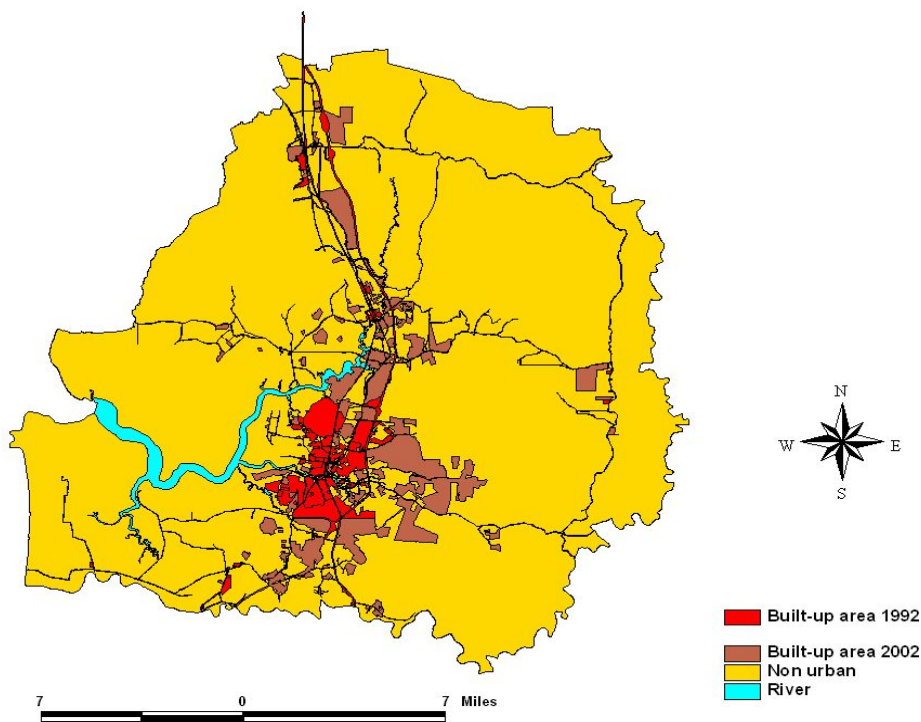 N
W E
S
Built-up area 1992
Built-up area 2002
Non urban
River
7 0 7 Miles